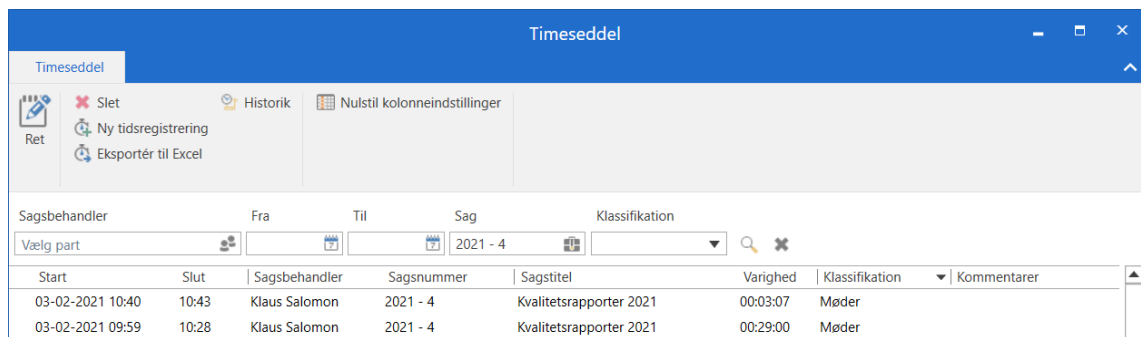 Timeseddel
Timeseddel
Ret
Slet
Ny tidsregistrering
Eksportér til Excel
Historik
Nulstil kolonneindstillinger
Sagsbehandler Fra Til Sag Klassifikation
Vælg part 2021 - 4
Start Slut Sagsbehandler Sagsnummer Sagstitel Varighed Klassifikation Kommentarer
03-02-2021 10:40 10:43 Klaus Salomon 2021 - 4 Kvalitetsrapporter 2021 00:03:07 Møder
03-02-2021 09:59 10:28 Klaus Salomon 2021 - 4 Kvalitetsrapporter 2021 00:29:00 Møder